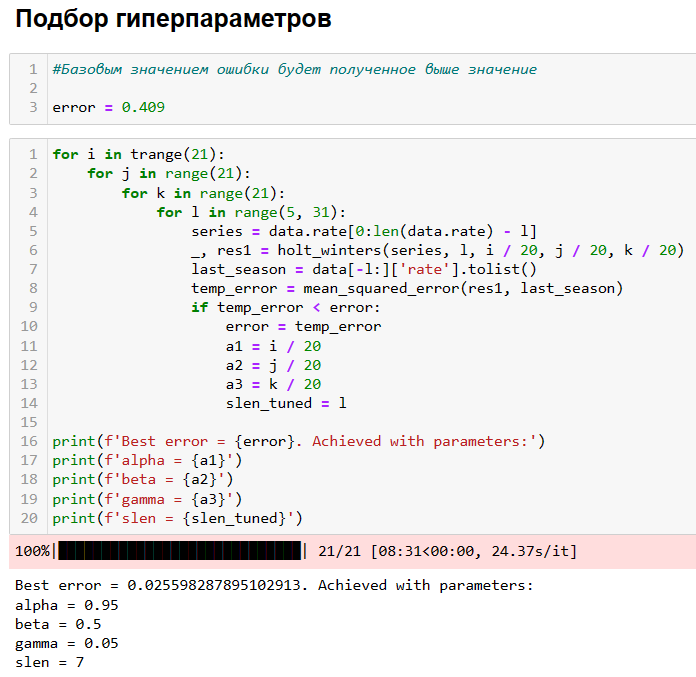 Подбор гиперпараметров
1 #Базовым значением ошибки будет полученное выше значение
2
3 error = 0.409
1 for i in trange(21):
2     for j in range(21):
3         for k in range(21):
4             for l in range(5, 31):
5                 series = data.rate[0:len(data.rate) - l]
6                 _, res1 = holt_winters(series, l, i / 20, j / 20, k / 20)
7                 last_season = data[-l:]['rate'].tolist()
8                 temp_error = mean_squared_error(res1, last_season)
9                 if temp_error < error:
10                     error = temp_error
11                     a1 = i / 20
12                     a2 = j / 20
13                     a3 = k / 20
14                     slen_tuned = l
15
16 print(f'Best error = {error}. Achieved with parameters:')
17 print(f'alpha = {a1}')
18 print(f'beta = {a2}')
19 print(f'gamma = {a3}')
20 print(f'slen = {slen_tuned}')
100%|██████████| 21/21 [08:31<00:00, 24.37s/it]
Best error = 0.025598287895102913. Achieved with parameters:
alpha = 0.95
beta = 0.5
gamma = 0.05
slen = 7